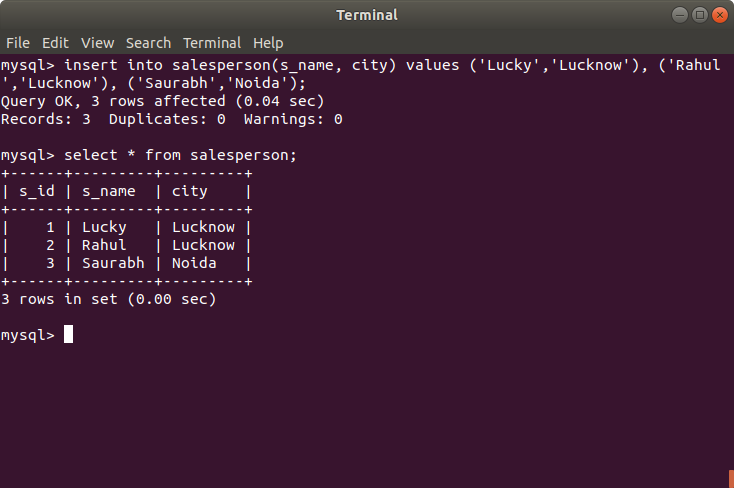 Terminal
File Edit View Search Terminal Help
mysql> insert into salesperson(s_name, city) values ('Lucky','Lucknow'), ('Rahul
','Lucknow'), ('Saurabh','Noida');
Query OK, 3 rows affected (0.04 sec)
Records: 3  Duplicates: 0  Warnings: 0
mysql> select * from salesperson;
+------+---------+---------+
| s_id | s_name  | city    |
+------+---------+---------+
|    1 | Lucky   | Lucknow |
|    2 | Rahul   | Lucknow |
|    3 | Saurabh | Noida   |
+------+---------+---------+
3 rows in set (0.00 sec)
mysql>